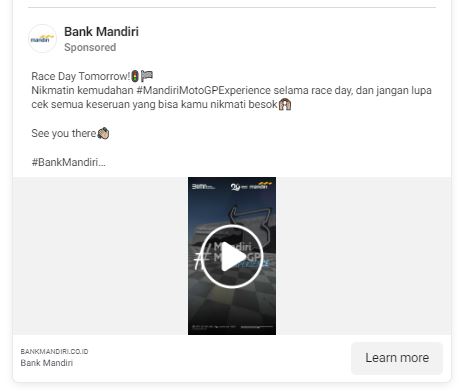 mandiri
Bank Mandiri
Sponsored
Race Day Tomorrow!🚦🏁
Nikmatin kemudahan #MandiriMotoGPExperience selama race day, dan jangan lupa
cek semua keseruan yang bisa kamu nikmati besok🙌🏼
See you there👏🏼
#BankMandiri...
mandiri
#Mandiri
MotoGP
EXPERIENCE
BANKMANDIRI.CO.ID
Bank Mandiri
Learn more